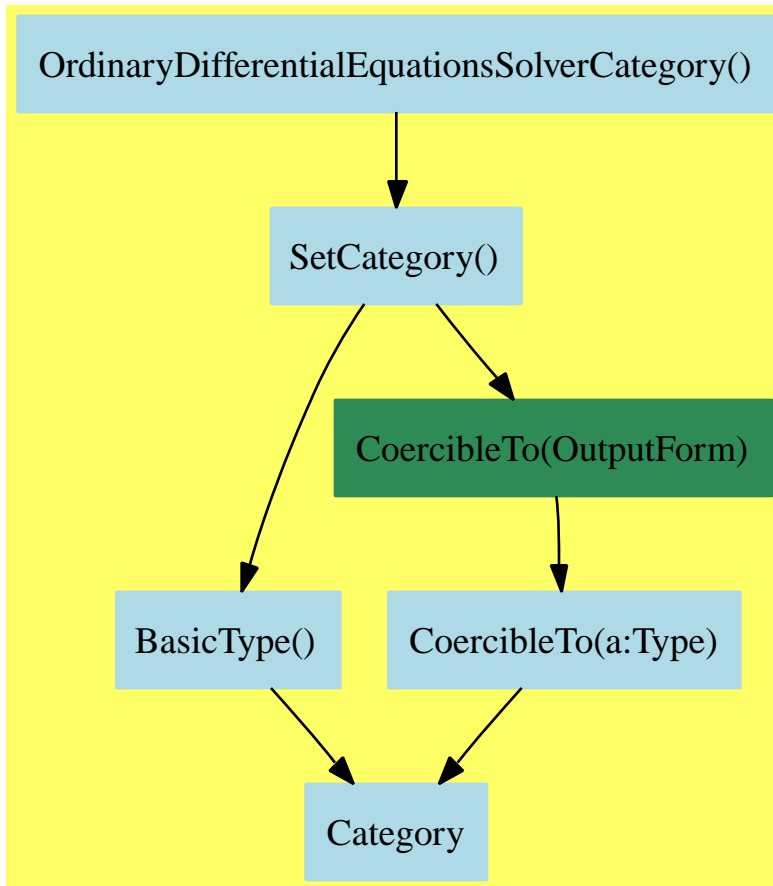 OrdinaryDifferentialEquationsSolverCategory()
SetCategory()
CoercibleTo(OutputForm)
BasicType()
CoercibleTo(a:Type)
Category